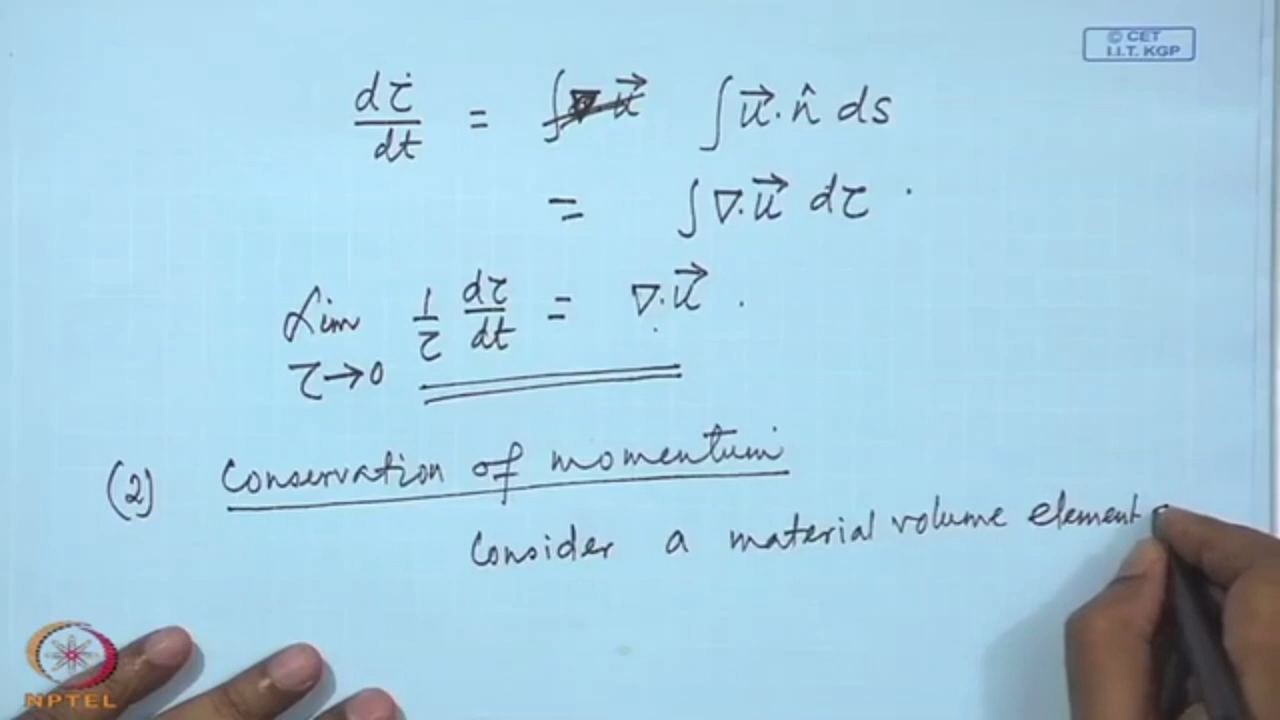 © CET
I.I.T. KGP
dτ/dt = ∫u⃗·n̂ ds
= ∫∇·u⃗ dτ .
Lim τ→0 1/τ dτ/dt = ∇·u⃗ .
(2) Conservation of momentum
Consider a material volume element
NPTEL